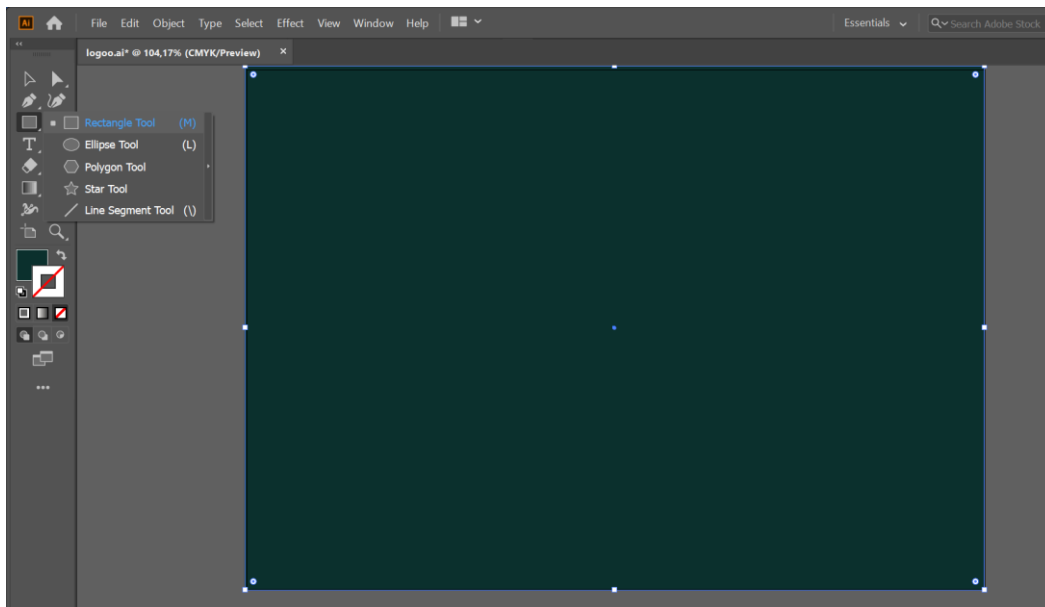 Ai File Edit Object Type Select Effect View Window Help Essentials Search Adobe Stock
logoo.ai* @ 104,17% (CMYK/Preview) ×
Rectangle Tool (M)
Ellipse Tool (L)
Polygon Tool
Star Tool
Line Segment Tool (\)